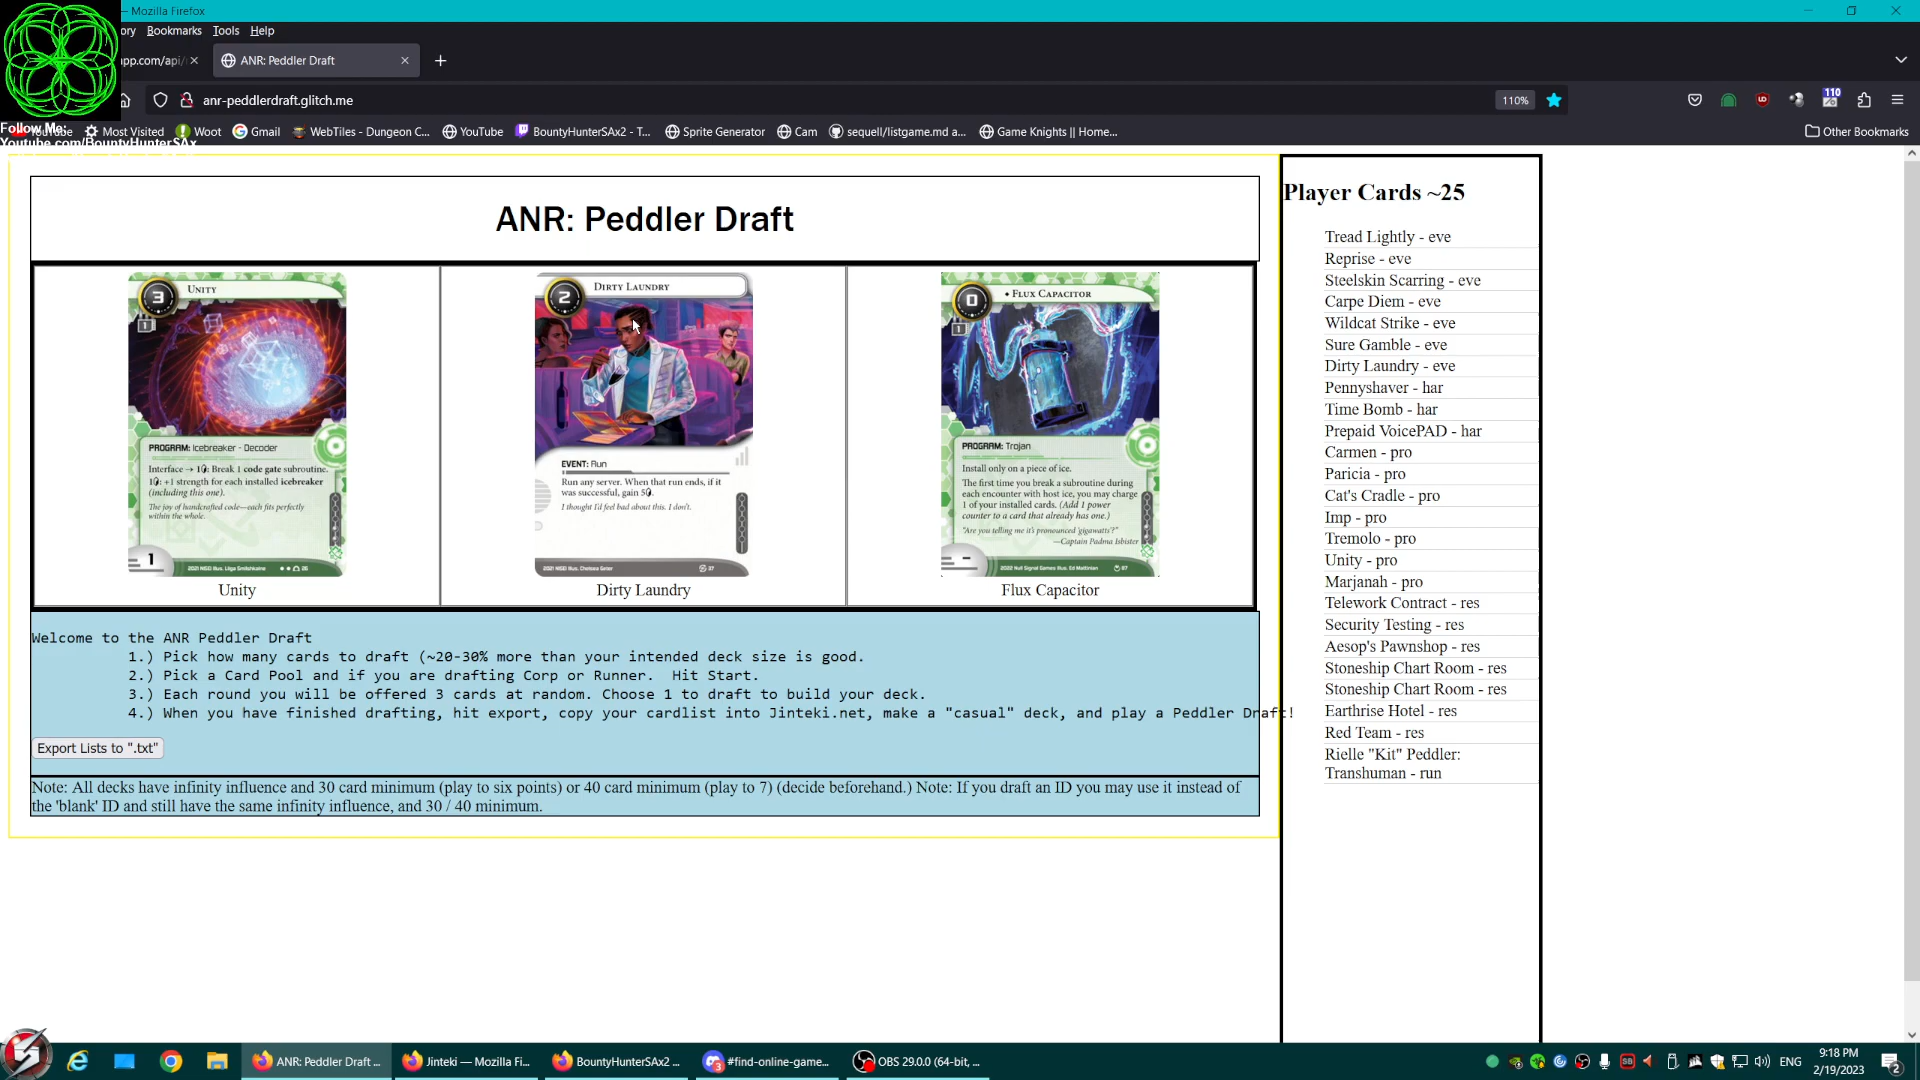 — Mozilla Firefox
ory Bookmarks Tools Help
app.com/api/
ANR: Peddler Draft
anr-peddlerdraft.glitch.me
110%
110
Follow Me:
Youtube.com/BountyHunterSAx
Youtube
Most Visited
Woot
Gmail
WebTiles - Dungeon C...
YouTube
BountyHunterSAx2 - T...
Sprite Generator
Cam
sequell/listgame.md a...
Game Knights || Home...
Other Bookmarks
ANR: Peddler Draft
3
UNITY
1
PROGRAM: Icebreaker - Decoder
Interface → 1: Break 1 code gate subroutine.
1: +1 strength for each installed icebreaker
(including this one).
The joy of handcrafted code—each fits perfectly
within the whole.
1
Unity
2
DIRTY LAUNDRY
EVENT: Run
Run any server. When that run ends, if it
was successful, gain 5.
I thought I'd feel bad about this. I don't.
Dirty Laundry
0
• FLUX CAPACITOR
1
PROGRAM: Trojan
Install only on a piece of ice.
The first time you break a subroutine during
each encounter with host ice, you may charge
1 of your installed cards. (Add 1 power
counter to a card that already has one.)
"Are you telling me it's pronounced 'gigawatts'?"
—Captain Padma Isbister
Flux Capacitor
Welcome to the ANR Peddler Draft
1.) Pick how many cards to draft (~20-30% more than your intended deck size is good.
2.) Pick a Card Pool and if you are drafting Corp or Runner.  Hit Start.
3.) Each round you will be offered 3 cards at random. Choose 1 to draft to build your deck.
4.) When you have finished drafting, hit export, copy your cardlist into Jinteki.net, make a "casual" deck, and play a Peddler Draft!
Export Lists to ".txt"
Note: All decks have infinity influence and 30 card minimum (play to six points) or 40 card minimum (play to 7) (decide beforehand.) Note: If you draft an ID you may use it instead of
the 'blank' ID and still have the same infinity influence, and 30 / 40 minimum.
Player Cards ~25
Tread Lightly - eve
Reprise - eve
Steelskin Scarring - eve
Carpe Diem - eve
Wildcat Strike - eve
Sure Gamble - eve
Dirty Laundry - eve
Pennyshaver - har
Time Bomb - har
Prepaid VoicePAD - har
Carmen - pro
Paricia - pro
Cat's Cradle - pro
Imp - pro
Tremolo - pro
Unity - pro
Marjanah - pro
Telework Contract - res
Security Testing - res
Aesop's Pawnshop - res
Stoneship Chart Room - res
Stoneship Chart Room - res
Earthrise Hotel - res
Red Team - res
Rielle "Kit" Peddler:
Transhuman - run
ANR: Peddler Draft ...
Jinteki — Mozilla Fi...
BountyHunterSAx2 ...
#find-online-game...
OBS 29.0.0 (64-bit, ...
ENG
9:18 PM
2/19/2023
2